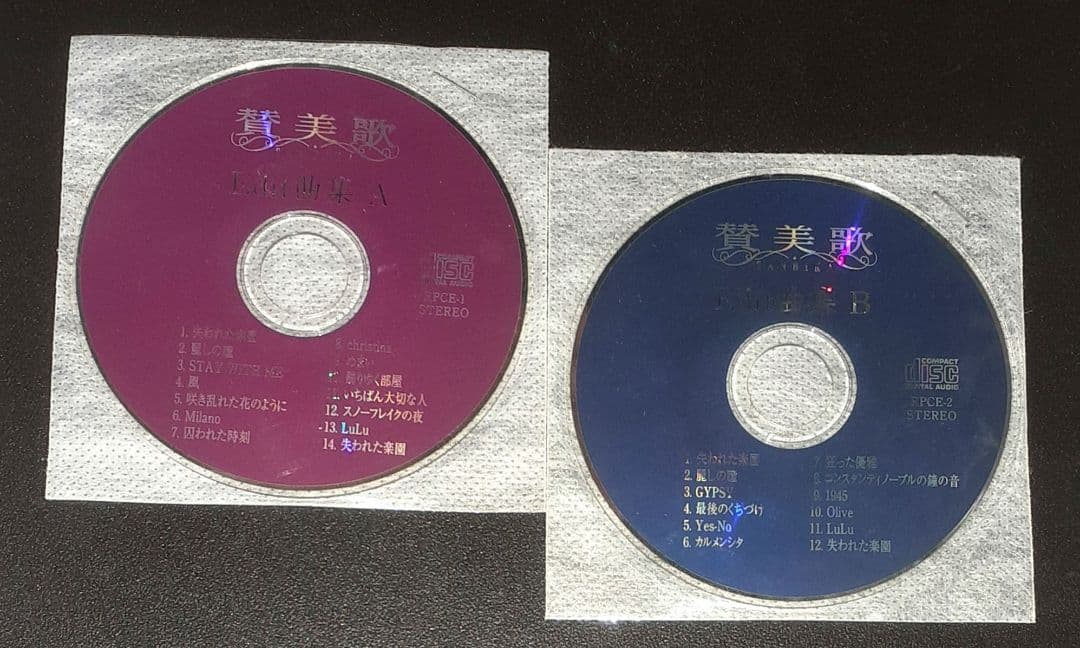 賛美歌
曲集 A
COMPACT
disc
DIGITAL AUDIO
RPCE-1
STEREO
1. 失われた楽園
2. 麗しの瞳
3. STAY WITH ME
4. 風
5. 咲き乱れた花のように
6. Milano
7. 囚われた時刻
8. christina
部屋
11. いちばん大切な人
12. スノーフレイクの夜
13. LuLu
14. 失われた楽園
賛美歌
SANBIKA
曲集 B
COMPACT
disc
DIGITAL AUDIO
RPCE-2
STEREO
1. 失われた楽園
2. 麗しの瞳
3. GYPSY
4. 最後のくちづけ
5. Yes-No
6. カルメンシタ
7. 狂った優雅
8. コンスタンティノープルの鐘の音
9. 1945
10. Olive
11. LuLu
12. 失われた楽園